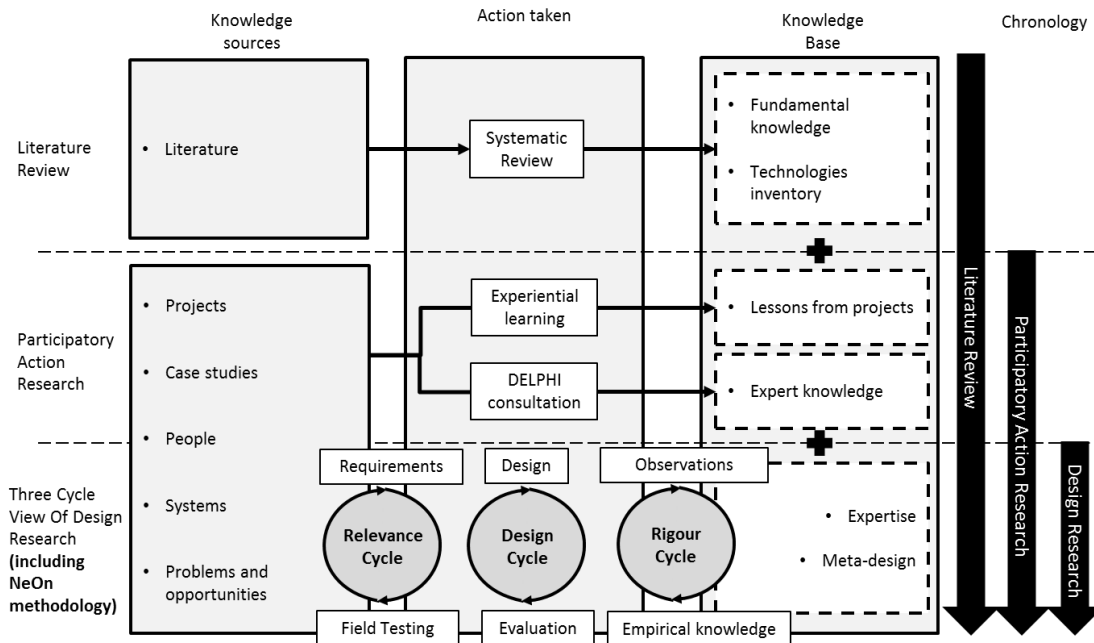 Knowledge
sources
Action taken
Knowledge
Base
Chronology
Literature
Review
• Literature
Systematic
Review
• Fundamental
knowledge
• Technologies
inventory
Participatory
Action
Research
• Projects
• Case studies
• People
• Systems
• Problems and
opportunities
Experiential
learning
DELPHI
consultation
• Lessons from projects
• Expert knowledge
Three Cycle
View Of Design
Research
(including
NeOn
methodology)
Requirements
Relevance
Cycle
Field Testing
Design
Design
Cycle
Evaluation
Observations
Rigour
Cycle
Empirical knowledge
• Expertise
• Meta-design
Literature Review
Participatory Action Research
Design Research